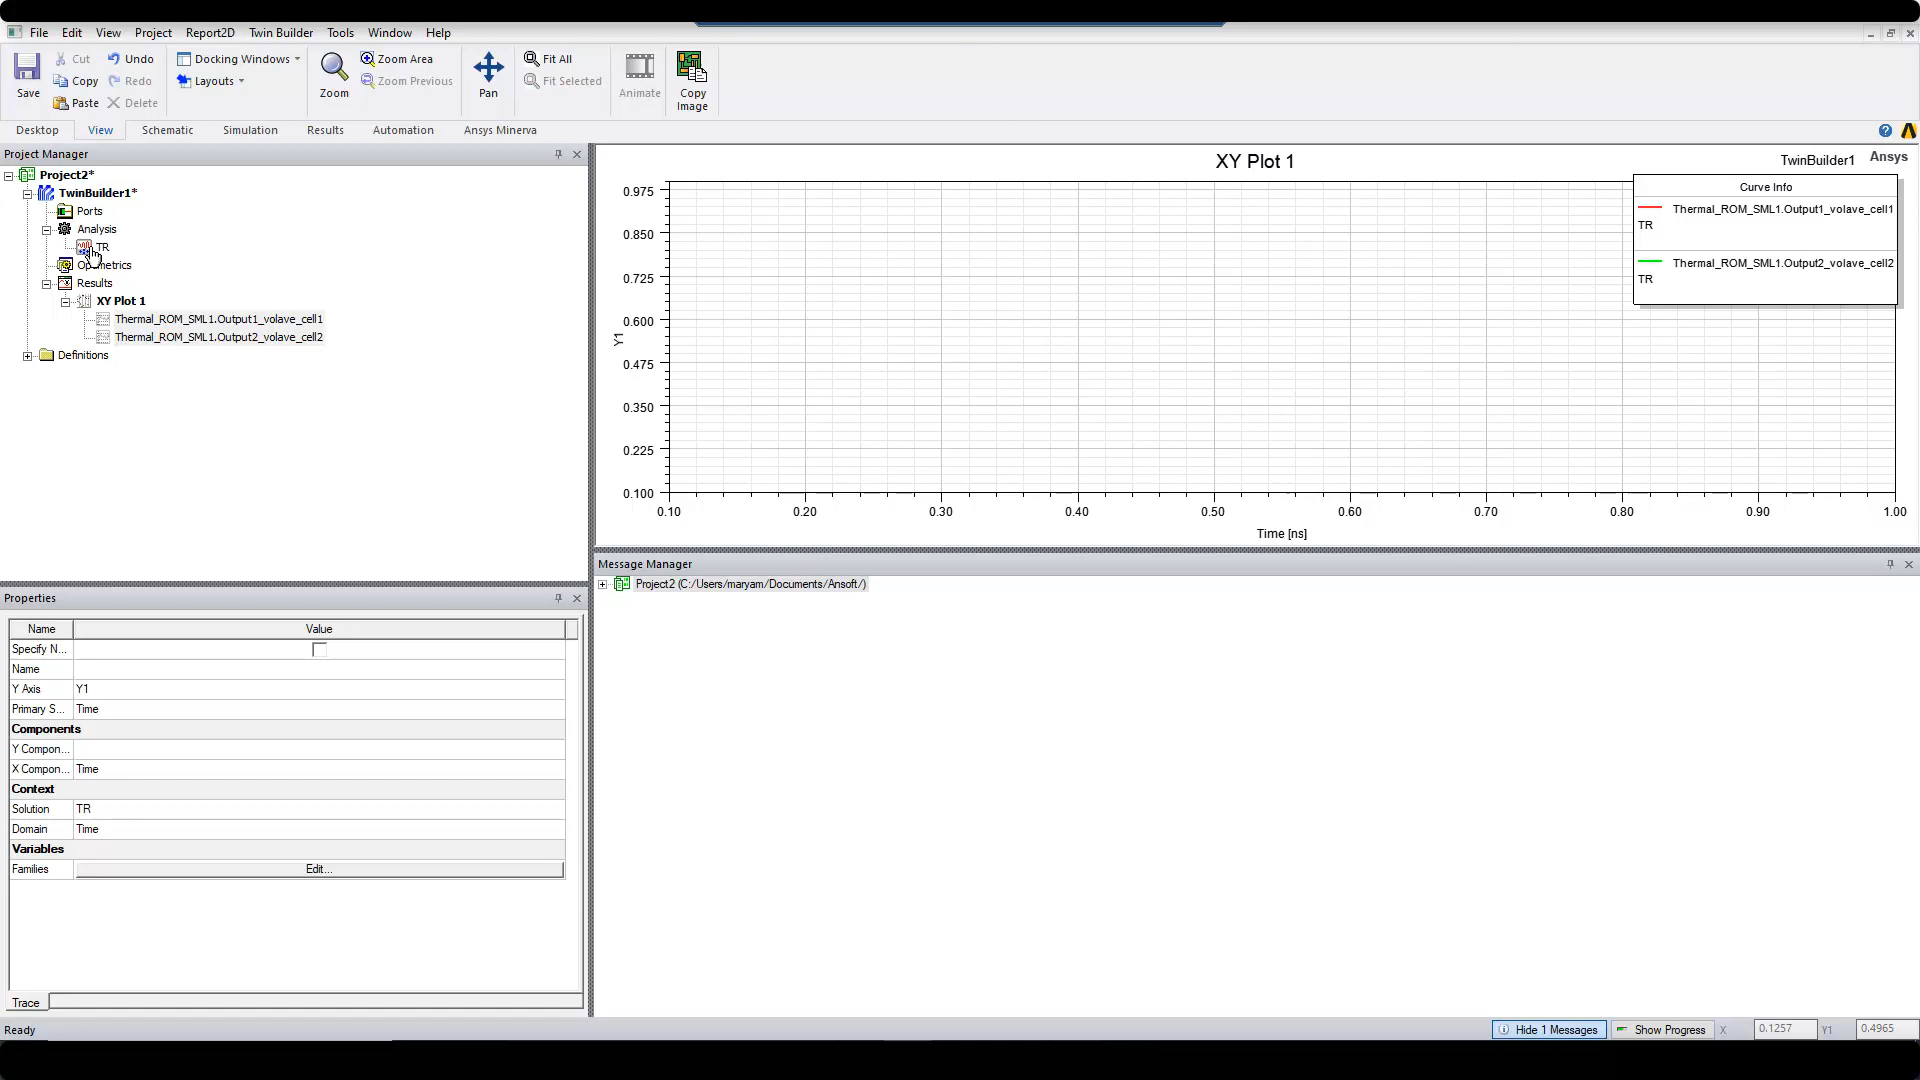 File Edit View Project Report2D Twin Builder Tools Window Help
Save Cut Copy Paste Undo Redo Delete Docking Windows Layouts Zoom Zoom Area Zoom Previous Pan Fit All Fit Selected Animate Copy Image
Desktop View Schematic Simulation Results Automation Ansys Minerva
Project Manager
Project2*
TwinBuilder1*
Ports
Analysis
TR
Results
XY Plot 1
Thermal_ROM_SML1.Output1_volave_cell1
Thermal_ROM_SML1.Output2_volave_cell2
Definitions
XY Plot 1
TwinBuilder1 Ansys
Curve Info
Thermal_ROM_SML1.Output1_volave_cell1
TR
Thermal_ROM_SML1.Output2_volave_cell2
TR
0.975
0.850
0.725
0.600
0.475
0.350
0.225
0.100
Y1
0.10 0.20 0.30 0.40 0.50 0.60 0.70 0.80 0.90 1.00
Time [ns]
Message Manager
Project2 (C:/Users/maryam/Documents/Ansoft/)
Properties
Name Value
Specify N...
Name
Y Axis Y1
Primary S... Time
Components
Y Compon...
X Compon... Time
Context
Solution TR
Domain Time
Variables
Families Edit...
Trace
Ready
Hide 1 Messages Show Progress X 0.1257 Y1 0.4965